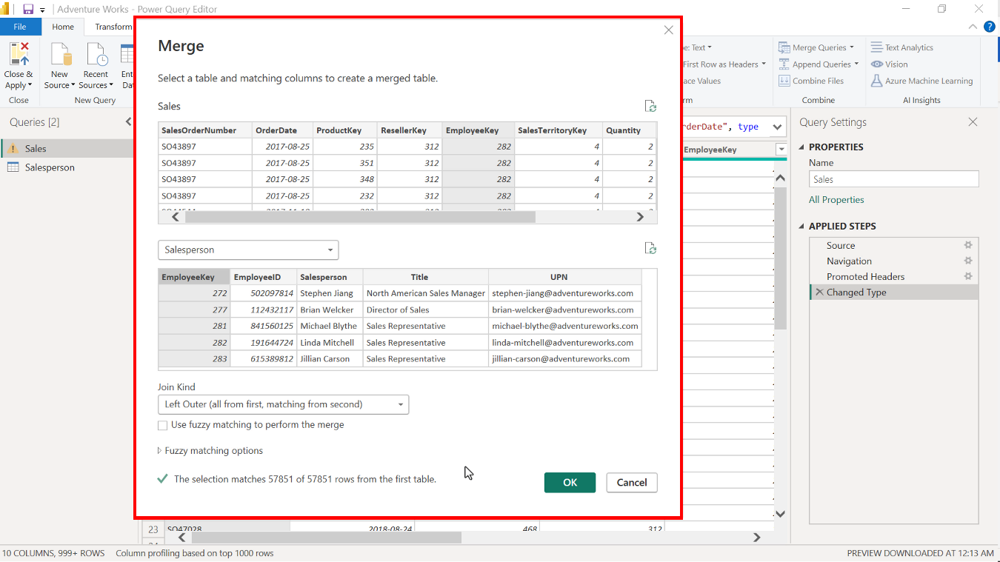 Adventure Works - Power Query Editor
File Home Transform
Close & Apply
New Source
Recent Sources
Close
New Query
Text
First Row as Headers
Merge Queries
Append Queries
Combine Files
Combine
Text Analytics
Vision
Azure Machine Learning
AI Insights
Queries [2]
Sales
Salesperson
Merge
Select a table and matching columns to create a merged table.
Sales
SalesOrderNumber OrderDate ProductKey ResellerKey EmployeeKey SalesTerritoryKey Quantity
SO43897 2017-08-25 235 312 282 4 2
SO43897 2017-08-25 351 312 282 4 2
SO43897 2017-08-25 348 312 282 4 2
SO43897 2017-08-25 232 312 282 4 2
Salesperson
EmployeeKey EmployeeID Salesperson Title UPN
272 502097814 Stephen Jiang North American Sales Manager stephen-jiang@adventureworks.com
277 112432117 Brian Welcker Director of Sales brian-welcker@adventureworks.com
281 841560125 Michael Blythe Sales Representative michael-blythe@adventureworks.com
282 191644724 Linda Mitchell Sales Representative linda-mitchell@adventureworks.com
283 615389812 Jillian Carson Sales Representative jillian-carson@adventureworks.com
Join Kind
Left Outer (all from first, matching from second)
Use fuzzy matching to perform the merge
Fuzzy matching options
The selection matches 57851 of 57851 rows from the first table.
OK Cancel
rderDate", type
EmployeeKey
23 SO47028 2018-08-24 468 312
Query Settings
PROPERTIES
Name
Sales
All Properties
APPLIED STEPS
Source
Navigation
Promoted Headers
Changed Type
10 COLUMNS, 999+ ROWS Column profiling based on top 1000 rows
PREVIEW DOWNLOADED AT 12:13 AM